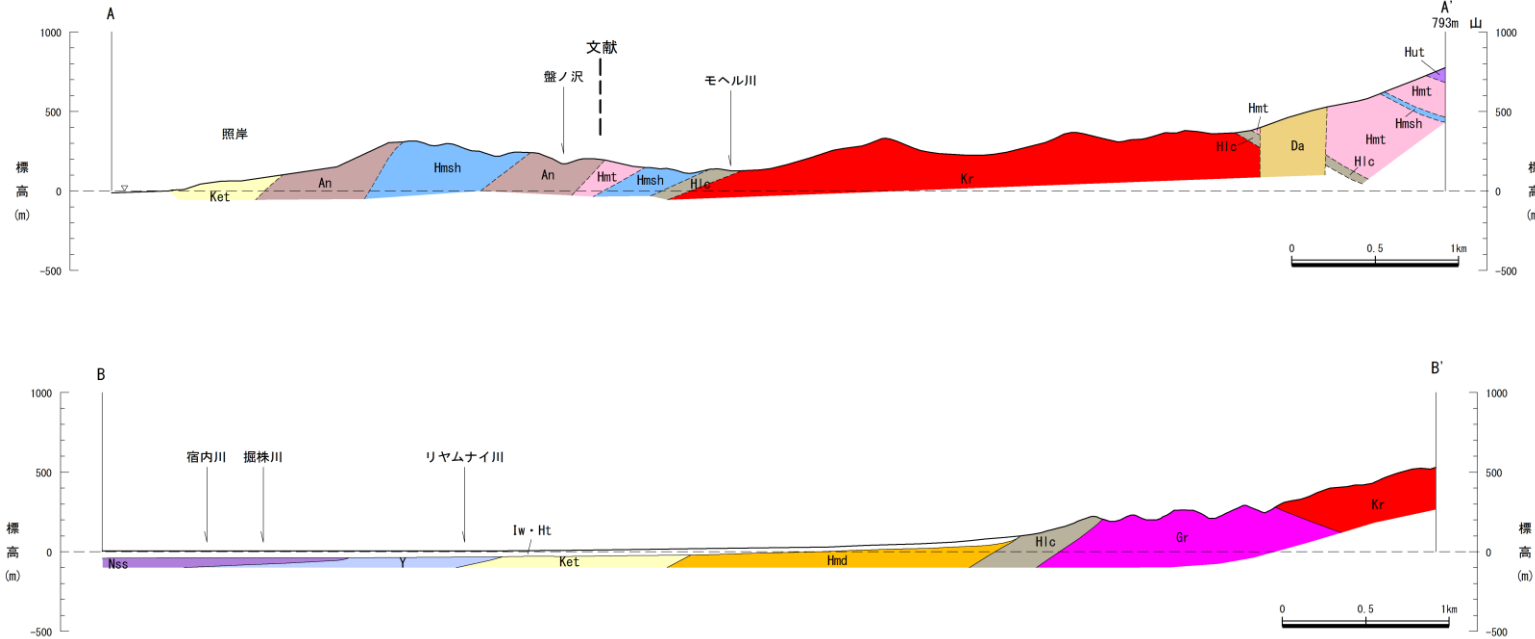 A
A'
793m 山
1000
1000
文献
Hut
盤ノ沢
モヘル川
Hmt
500
500
Hmt
Hmsh
照岸
標
高
(m)
Hmsh
An
An
Hmt
Hmsh
Hlc
Kr
Hlc
Da
Hmt
Hlc
標
0
Ket
0
0
0.5
1km
-500
-500
B
B'
1000
1000
宿内川
掘株川
リヤムナイ川
500
500
Iw・Ht
Kr
標
高
(m)
標
高
(m)
Hlc
Gr
0
Nss
Y
Ket
Hmd
0
0
0.5
1km
-500
-500